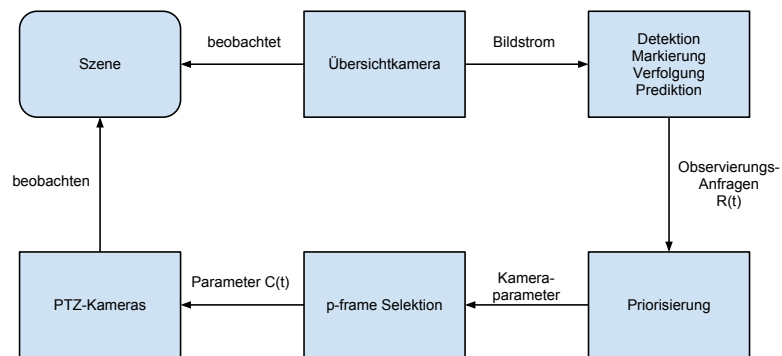 Szene
beobachtet
Übersichtkamera
Bildstrom
Detektion
Markierung
Verfolgung
Prediktion
beobachten
Observierungs-
Anfragen
R(t)
PTZ-Kameras
Parameter C(t)
p-frame Selektion
Kamera-
parameter
Priorisierung